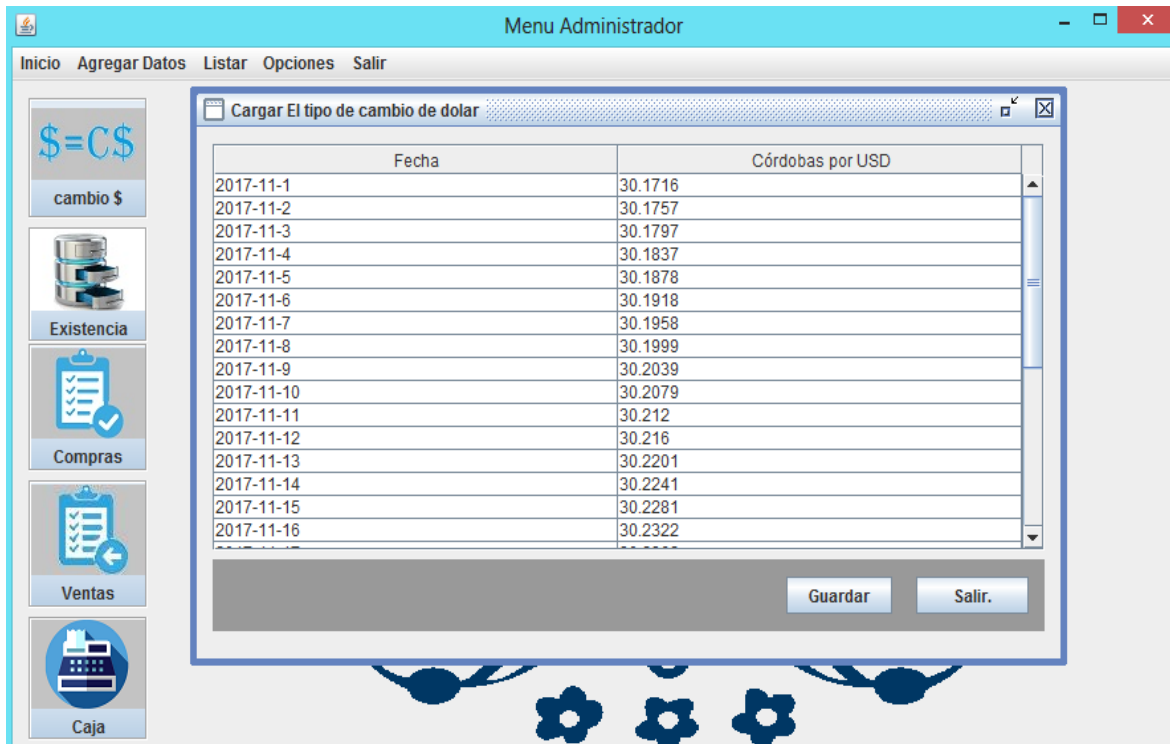 Menu Administrador
Inicio Agregar Datos Listar Opciones Salir
$=C$
cambio $
Existencia
Compras
Ventas
Caja
Cargar El tipo de cambio de dolar
Fecha Córdobas por USD
2017-11-1 30.1716
2017-11-2 30.1757
2017-11-3 30.1797
2017-11-4 30.1837
2017-11-5 30.1878
2017-11-6 30.1918
2017-11-7 30.1958
2017-11-8 30.1999
2017-11-9 30.2039
2017-11-10 30.2079
2017-11-11 30.212
2017-11-12 30.216
2017-11-13 30.2201
2017-11-14 30.2241
2017-11-15 30.2281
2017-11-16 30.2322
Guardar Salir.